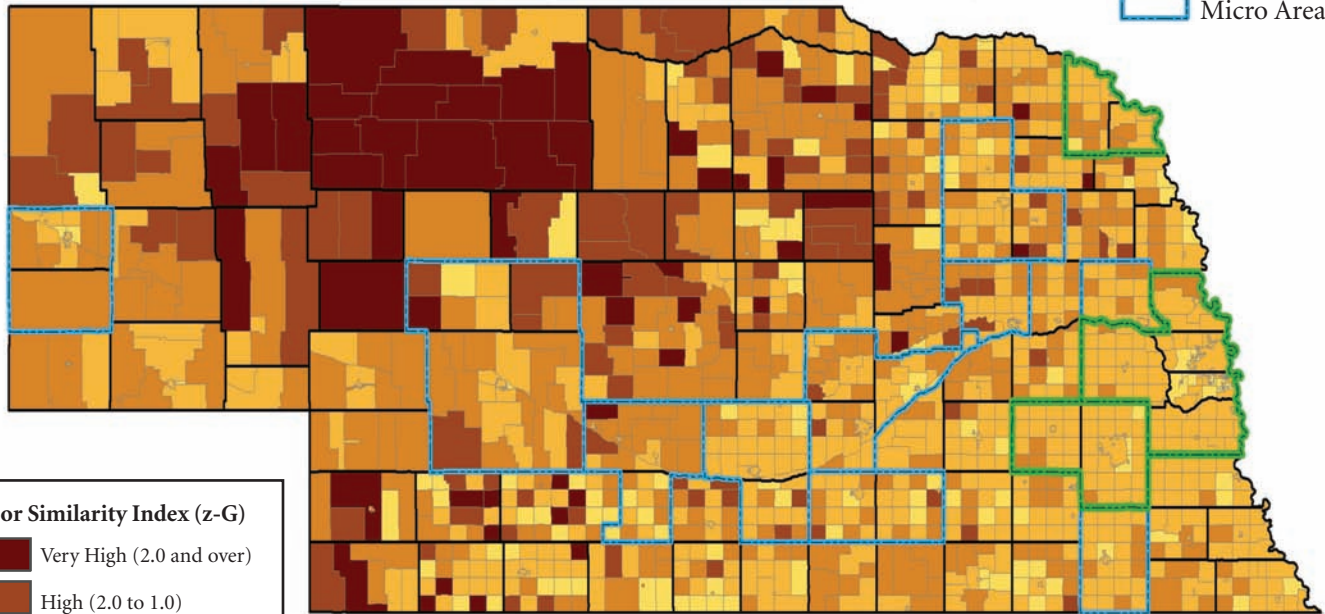 Micro Area
or Similarity Index (z-G)
Very High (2.0 and over)
High (2.0 to 1.0)